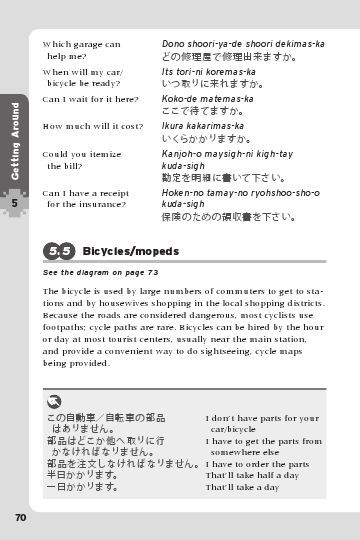 Which garage can
help me?
Dono shoori-ya-de shoori dekimas-ka
どの修理屋で修理出来ますか。
When will my car/
bicycle be ready?
Its tori-ni koremas-ka
いつ取りに来れますか。
Can I wait for it here?
Koko-de matemas-ka
ここで待てますか。
How much will it cost?
Ikura kakarimas-ka
いくらかかりますか。
Could you itemize
the bill?
Kanjoh-o maysigh-ni kigh-tay
kuda-sigh
勘定を明細に書いて下さい。
Can I have a receipt
for the insurance?
Hoken-no tamay-no ryohshoo-sho-o
kuda-sigh
保険のための領収書を下さい。
Getting Around
5
5.5 Bicycles/mopeds
See the diagram on page 73
The bicycle is used by large numbers of commuters to get to sta-
tions and by housewives shopping in the local shopping districts.
Because the roads are considered dangerous, most cyclists use
footpaths; cycle paths are rare. Bicycles can be hired by the hour
or day at most tourist centers, usually near the main station,
and provide a convenient way to do sightseeing, cycle maps
being provided.
この自動車／自転車の部品
はありません。
I don't have parts for your
car/bicycle
部品はどこか他へ取りに行
かなければなりません。
I have to get the parts from
somewhere else
部品を注文しなければなりません。
I have to order the parts
半日かかります。
That'll take half a day
一日かかります。
That'll take a day
70